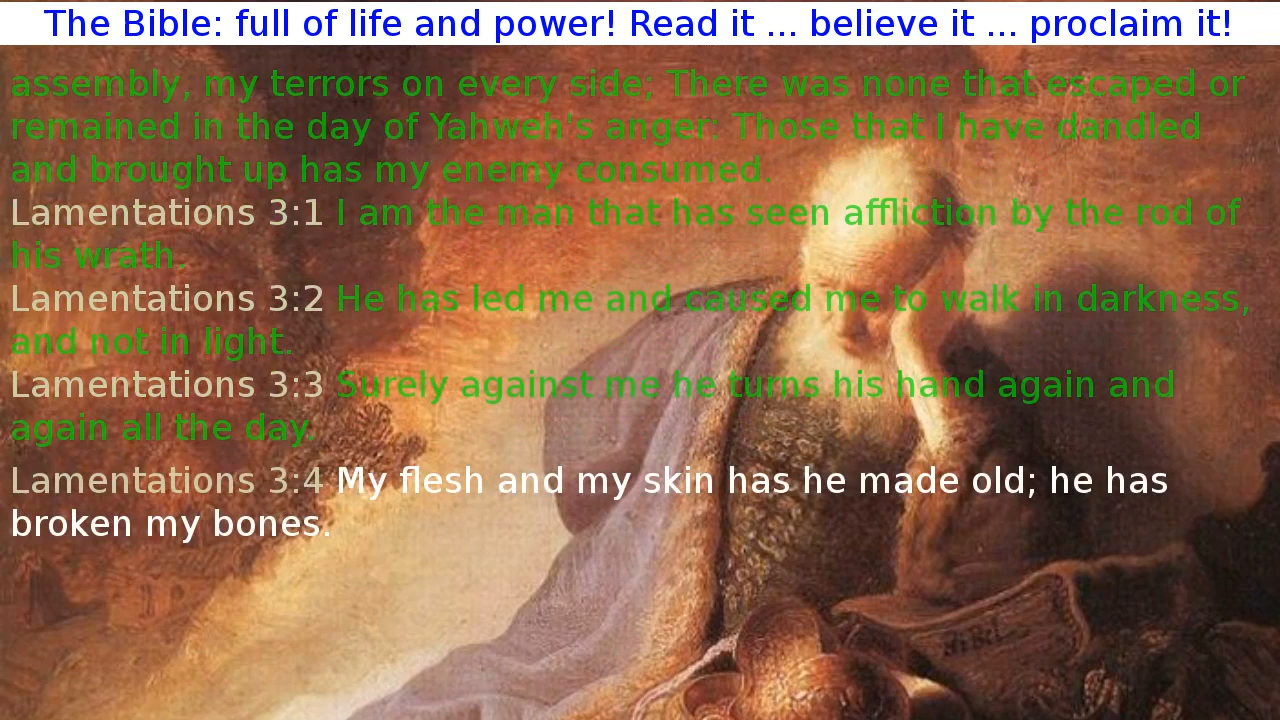 The Bible: full of life and power! Read it ... believe it ... proclaim it!
assembly, my terrors on every side; There was none that escaped or
remained in the day of Yahweh's anger: Those that I have dandled
and brought up has my enemy consumed.
Lamentations 3:1 I am the man that has seen affliction by the rod of
his wrath.
Lamentations 3:2 He has led me and caused me to walk in darkness,
and not in light.
Lamentations 3:3 Surely against me he turns his hand again and
again all the day.
Lamentations 3:4 My flesh and my skin has he made old; he has
broken my bones.
BiBeL